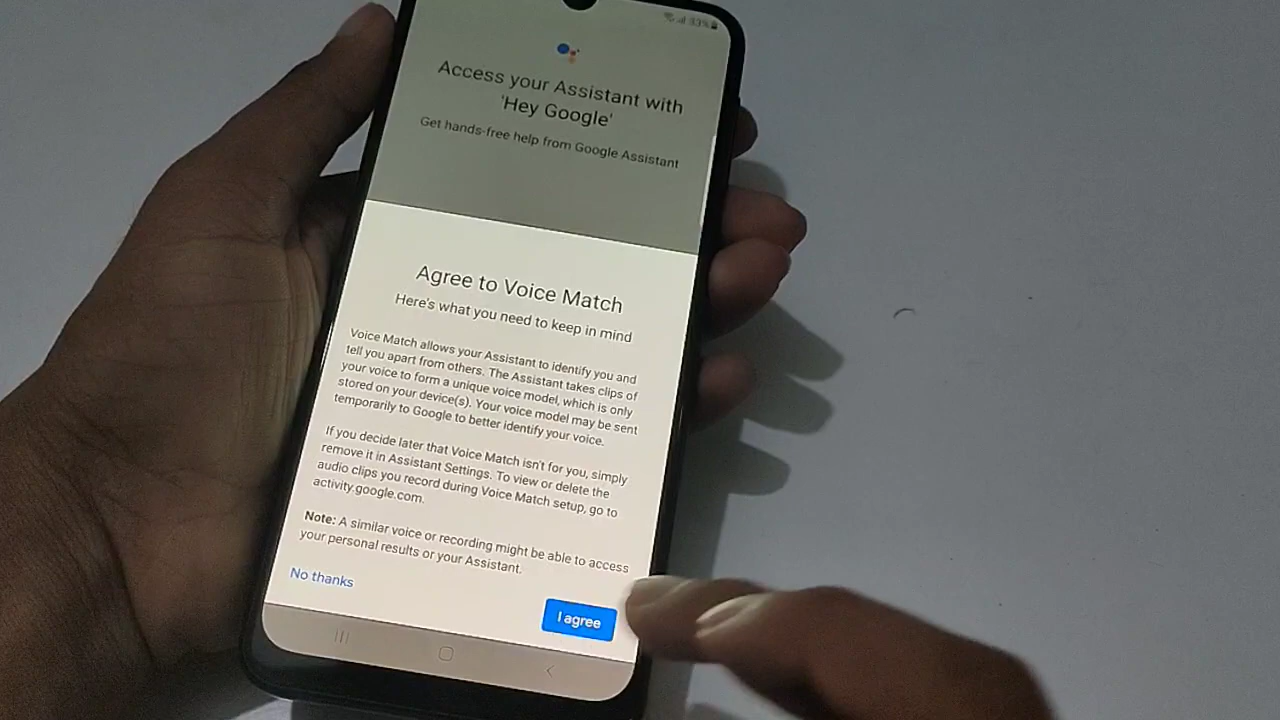 33%
Access your Assistant with
'Hey Google'
Get hands-free help from Google Assistant
Agree to Voice Match
Here's what you need to keep in mind
Voice Match allows your Assistant to identify you and
tell you apart from others. The Assistant takes clips of
your voice to form a unique voice model, which is only
stored on your device(s). Your voice model may be sent
temporarily to Google to better identify your voice.
If you decide later that Voice Match isn't for you, simply
remove it in Assistant Settings. To view or delete the
audio clips you record during Voice Match setup, go to
activity.google.com.
Note: A similar voice or recording might be able to access
your personal results or your Assistant.
No thanks
I agree